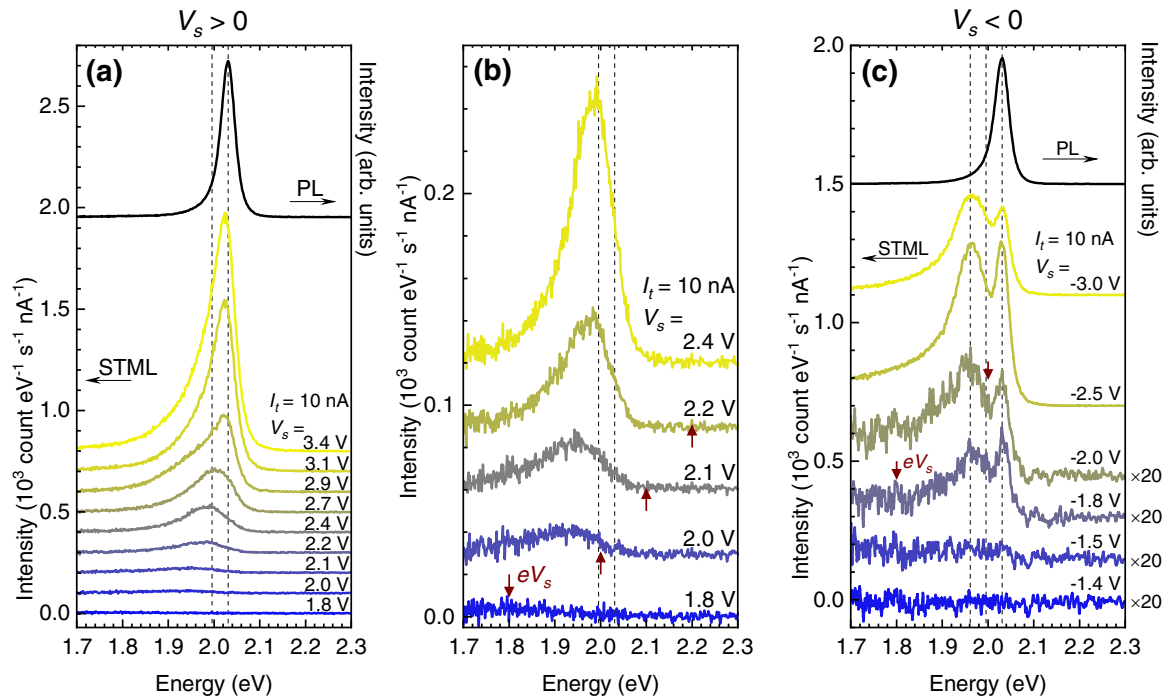 V_s > 0
(a)
Intensity (10³ count eV⁻¹ s⁻¹ nA⁻¹)
2.5
2.0
1.5
1.0
0.5
0.0
PL
STML
I_t = 10 nA
V_s =
3.4 V
3.1 V
2.9 V
2.7 V
2.4 V
2.2 V
2.1 V
2.0 V
1.8 V
Intensity (arb. units)
1.7 1.8 1.9 2.0 2.1 2.2 2.3
Energy (eV)
(b)
Intensity (10³ count eV⁻¹ s⁻¹ nA⁻¹)
0.2
0.1
0.0
I_t = 10 nA
V_s =
2.4 V
2.2 V
2.1 V
2.0 V
eV_s
1.8 V
1.7 1.8 1.9 2.0 2.1 2.2 2.3
Energy (eV)
V_s < 0
(c)
Intensity (10³ count eV⁻¹ s⁻¹ nA⁻¹)
2.0
1.5
1.0
0.5
0.0
PL
STML
I_t = 10 nA
V_s =
-3.0 V
-2.5 V
-2.0 V
×20
eV_s
-1.8 V
×20
-1.5 V
×20
-1.4 V
×20
Intensity (arb. units)
1.7 1.8 1.9 2.0 2.1 2.2 2.3
Energy (eV)